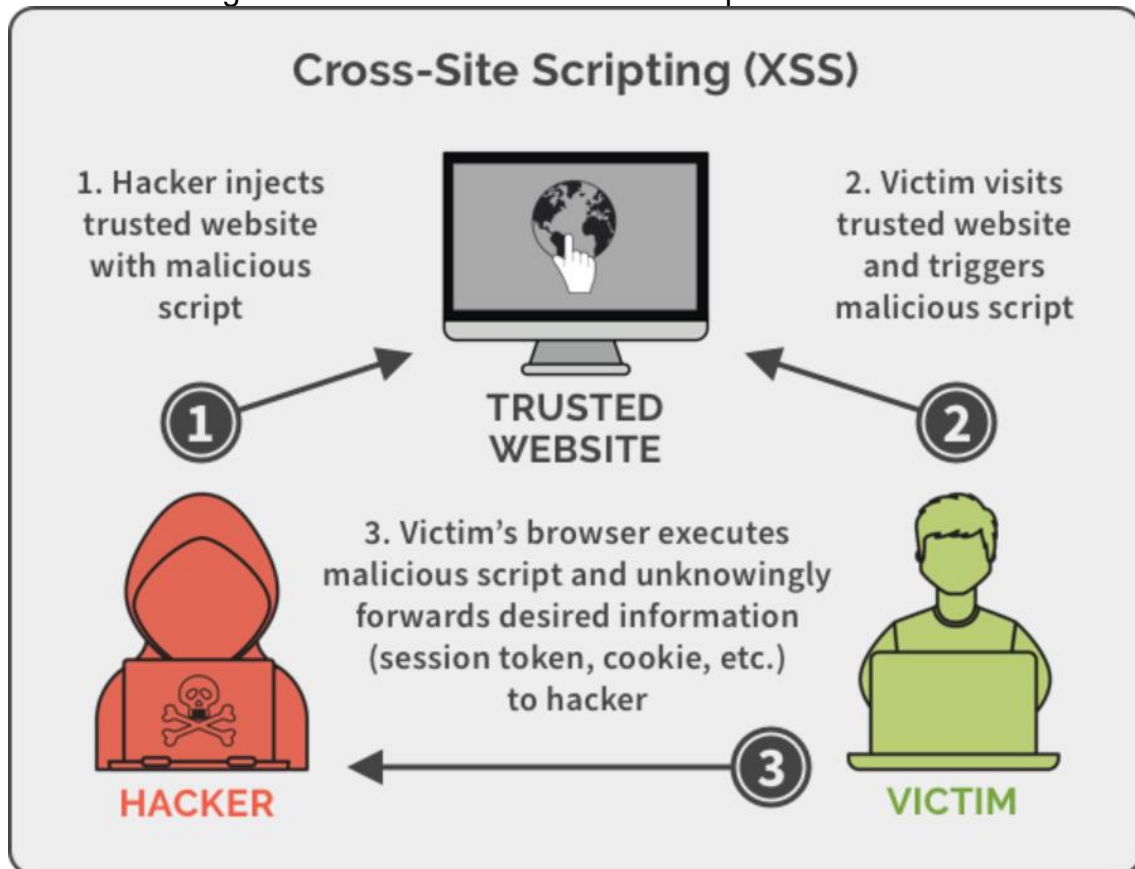 Cross-Site Scripting (XSS)
1. Hacker injects
trusted website
with malicious
script
2. Victim visits
trusted website
and triggers
malicious script
1
TRUSTED
WEBSITE
2
3. Victim's browser executes
malicious script and unknowingly
forwards desired information
(session token, cookie, etc.)
to hacker
3
HACKER
VICTIM